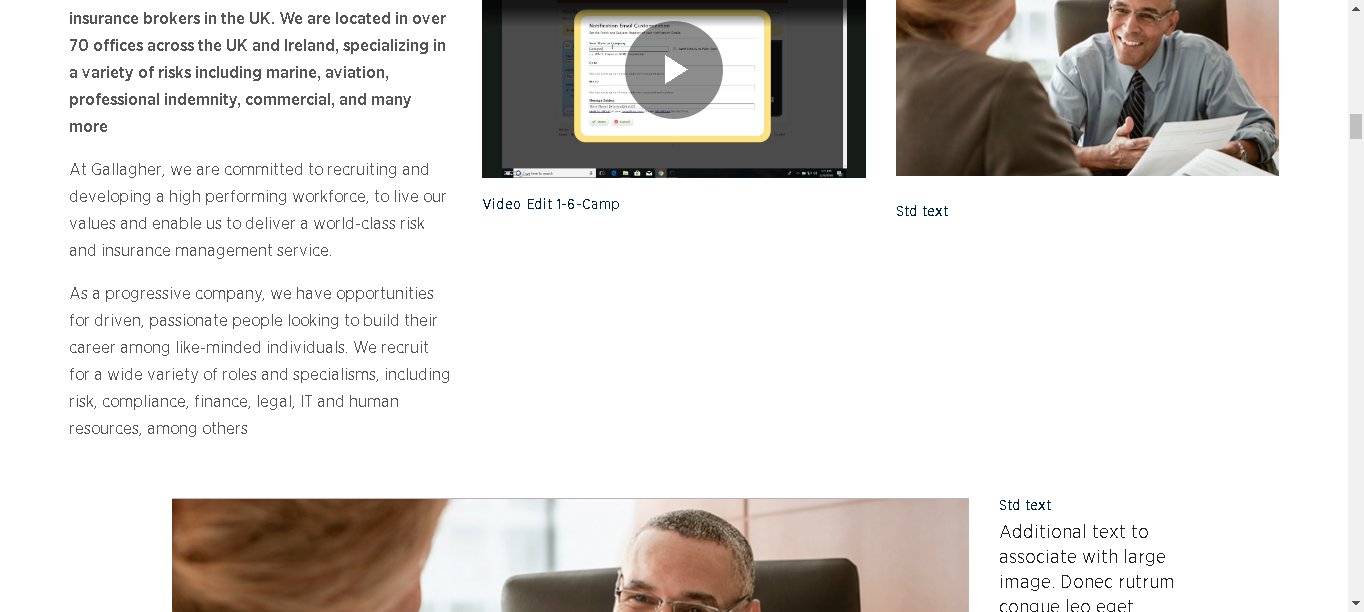 insurance brokers in the UK. We are located in over
70 offices across the UK and Ireland, specializing in
a variety of risks including marine, aviation,
professional indemnity, commercial, and many
more
At Gallagher, we are committed to recruiting and
developing a high performing workforce, to live our
values and enable us to deliver a world-class risk
and insurance management service.
As a progressive company, we have opportunities
for driven, passionate people looking to build their
career among like-minded individuals. We recruit
for a wide variety of roles and specialisms, including
risk, compliance, finance, legal, IT and human
resources, among others
Notification Email Customization
Video Edit 1-6-Camp
Std text
Std text
Additional text to
associate with large
image. Donec rutrum
congue leo eget